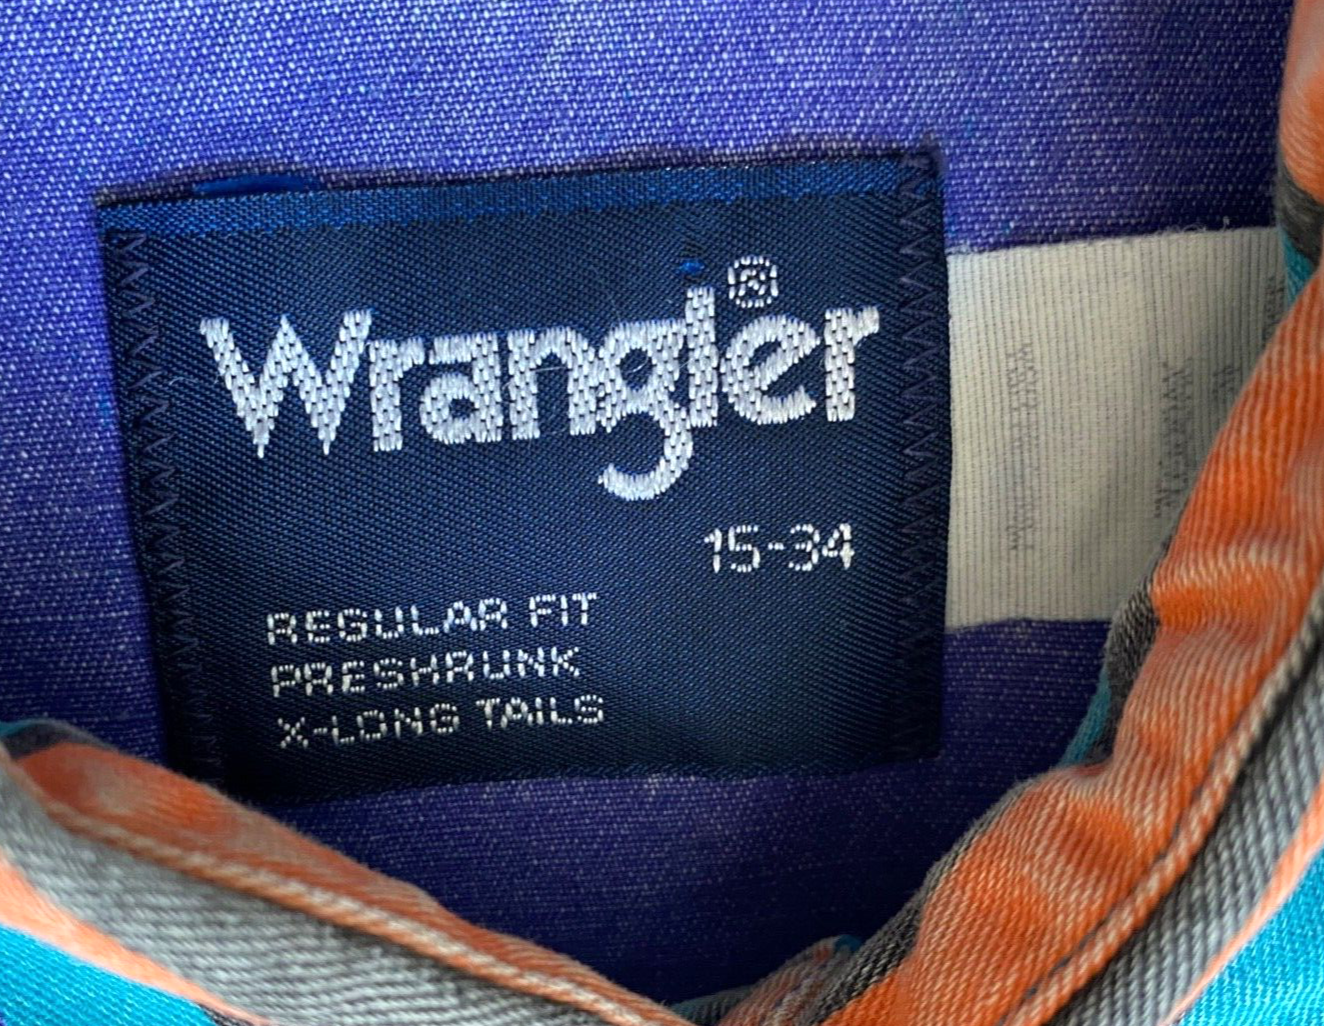 Wrangler®
15-34
REGULAR FIT
PRESHRUNK
X-LONG TAILS